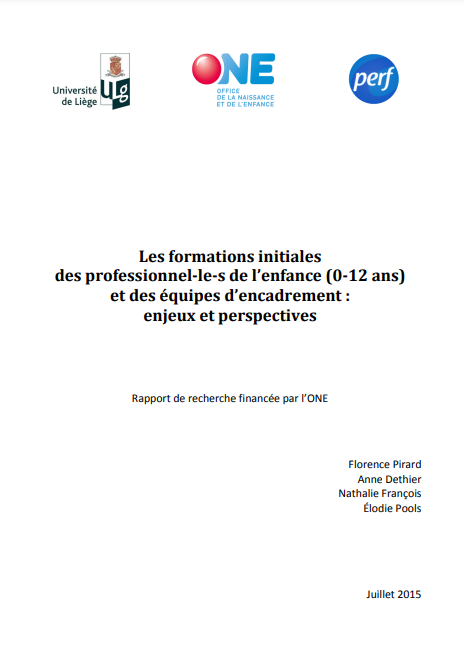 Université
de Liège
ULg
ONE
OFFICE
DE LA NAISSANCE
ET DE L'ENFANCE
perf
Les formations initiales
des professionnel-le-s de l’enfance (0-12 ans)
et des équipes d’encadrement :
enjeux et perspectives
Rapport de recherche financée par l’ONE
Florence Pirard
Anne Dethier
Nathalie François
Élodie Pools
Juillet 2015